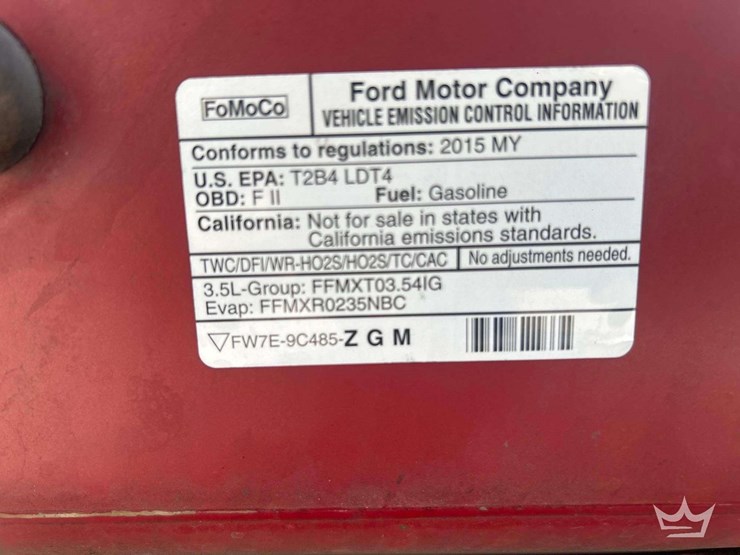 FoMoCo
Ford Motor Company
VEHICLE EMISSION CONTROL INFORMATION
Conforms to regulations: 2015 MY
U.S. EPA: T2B4 LDT4
OBD: F II Fuel: Gasoline
California: Not for sale in states with
California emissions standards.
TWC/DFI/WR-HO2S/HO2S/TC/CAC No adjustments needed.
3.5L-Group: FFMXT03.54IG
Evap: FFMXR0235NBC
▽FW7E-9C485-Z G M